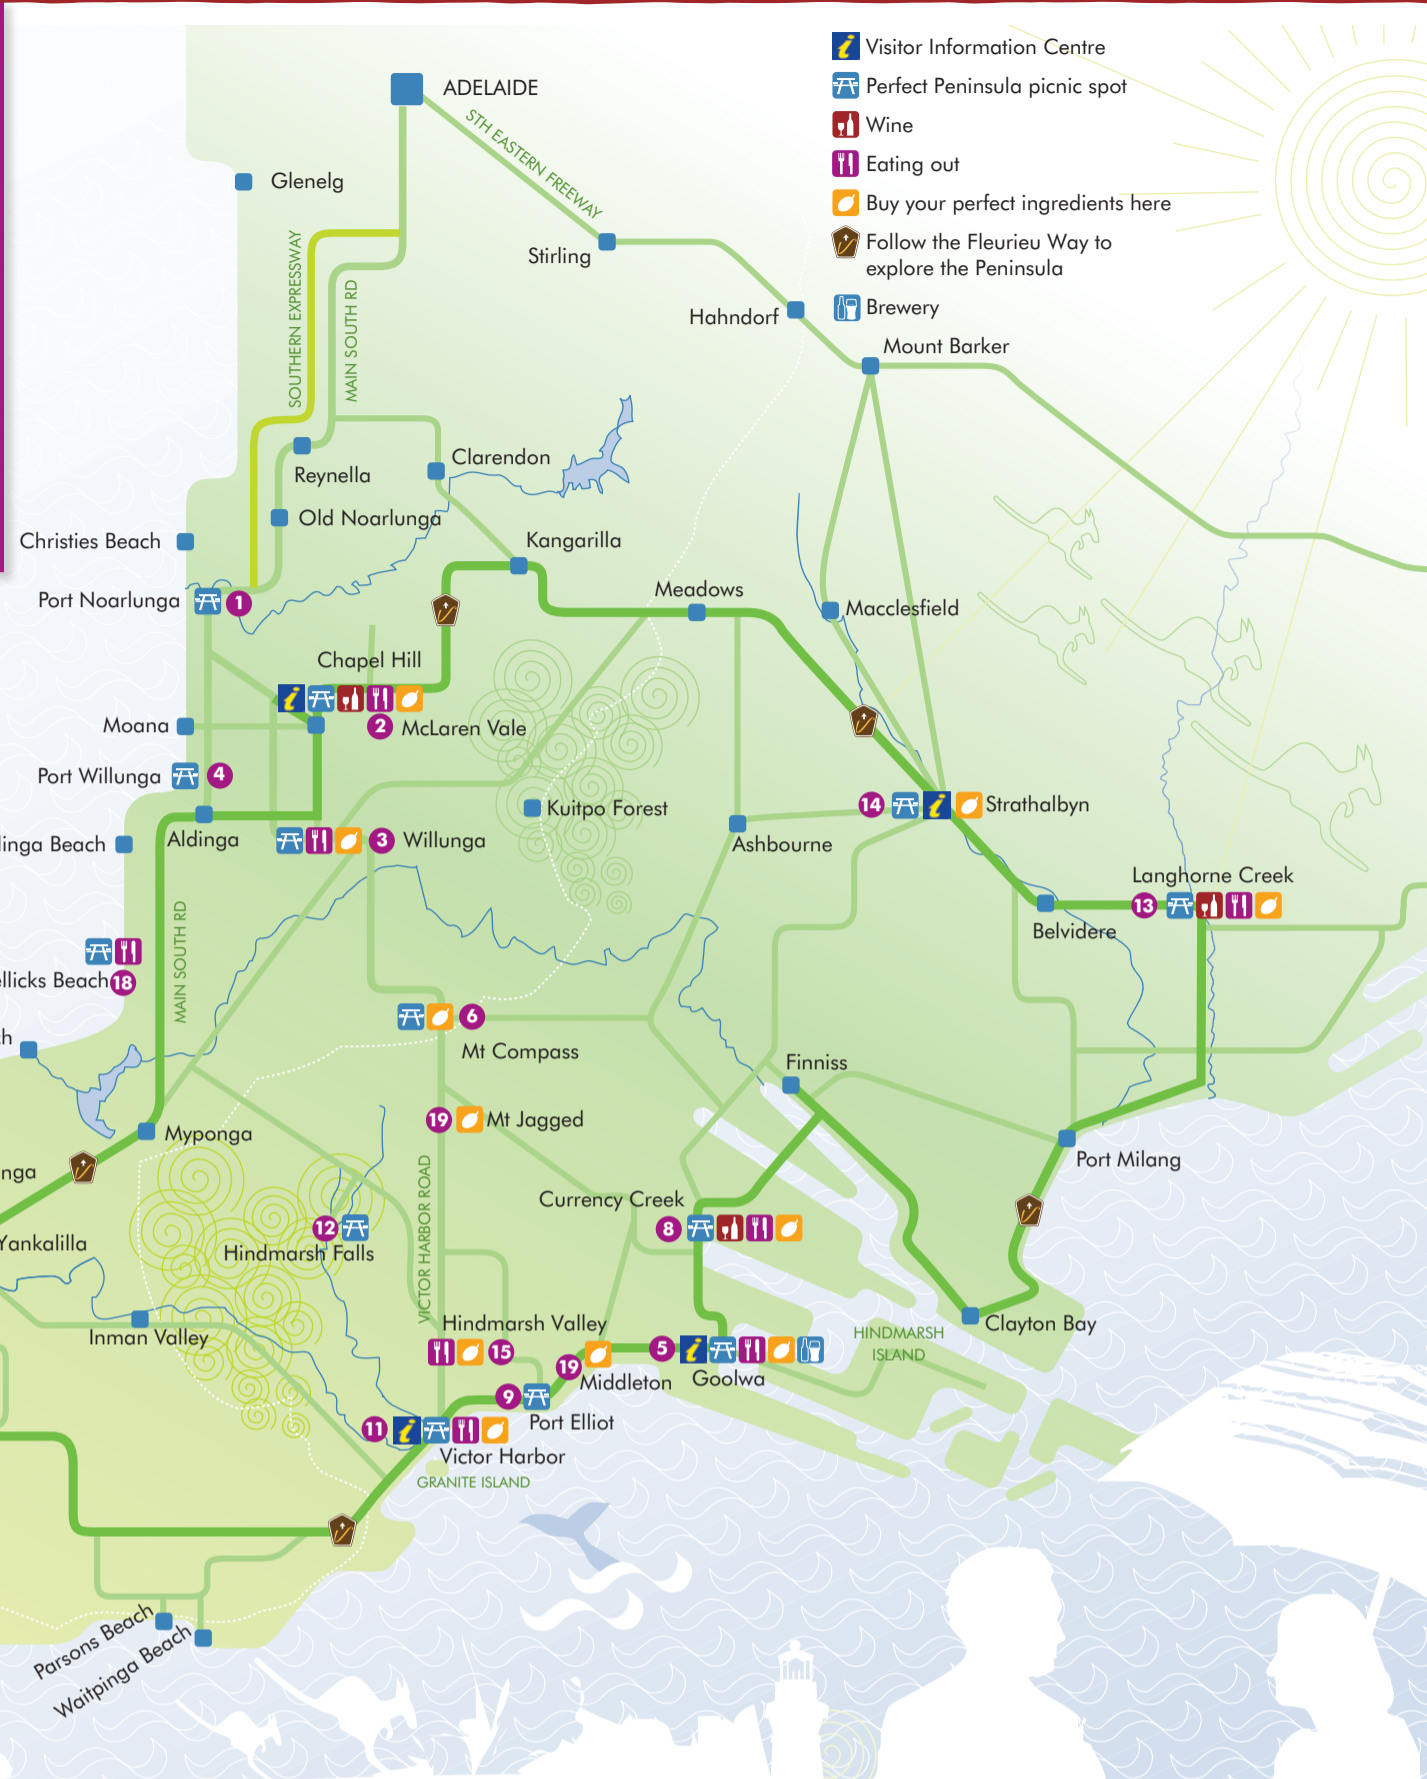 Visitor Information Centre
Perfect Peninsula picnic spot
Wine
Eating out
Buy your perfect ingredients here
Follow the Fleurieu Way to
explore the Peninsula
Brewery
ADELAIDE
STH EASTERN FREEWAY
Glenelg
Stirling
SOUTHERN EXPRESSWAY
MAIN SOUTH RD
Hahndorf
Mount Barker
Reynella
Clarendon
Old Noarlunga
Christies Beach
Kangarilla
Port Noarlunga
1
Meadows
Macclesfield
Chapel Hill
i
Moana
2
McLaren Vale
Port Willunga
4
Kuitpo Forest
14
i
Strathalbyn
Aldinga
linga Beach
3
Willunga
Ashbourne
Langhorne Creek
13
Belvidere
MAIN SOUTH RD
ellicks Beach
18
6
Mt Compass
h
Finniss
19
Mt Jagged
Myponga
nga
Port Milang
VICTOR HARBOR ROAD
Currency Creek
8
12
Hindmarsh Falls
Yankalilla
Inman Valley
Hindmarsh Valley
15
19
Middleton
5
i
Goolwa
HINDMARSH
ISLAND
Clayton Bay
9
Port Elliot
11
i
Victor Harbor
GRANITE ISLAND
Parsons Beach
Waitpinga Beach